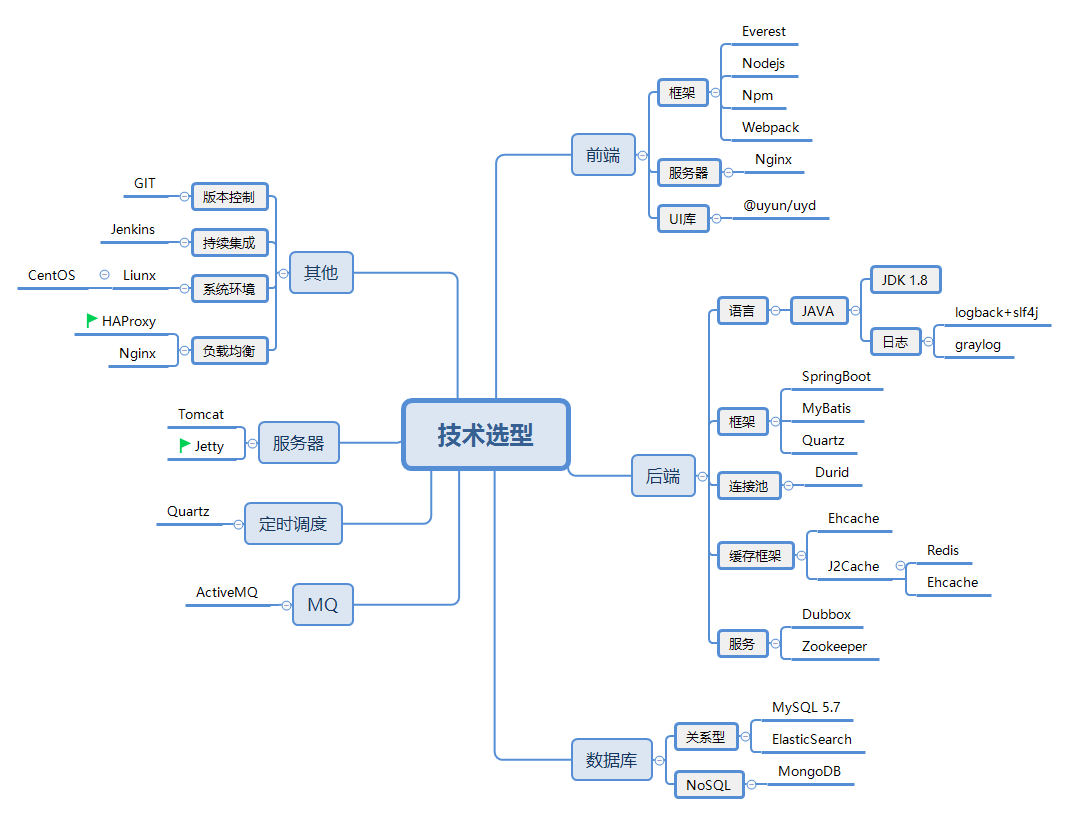 技术选型
前端
框架
Everest
Nodejs
Npm
Webpack
服务器
Nginx
UI库
@uyun/uyd
后端
语言
JAVA
JDK 1.8
日志
logback+slf4j
graylog
框架
SpringBoot
MyBatis
Quartz
连接池
Durid
缓存框架
Ehcache
J2Cache
Redis
Ehcache
服务
Dubbox
Zookeeper
数据库
关系型
MySQL 5.7
ElasticSearch
NoSQL
MongoDB
其他
版本控制
GIT
持续集成
Jenkins
系统环境
Liunx
CentOS
负载均衡
HAProxy
Nginx
服务器
Tomcat
Jetty
定时调度
Quartz
MQ
ActiveMQ